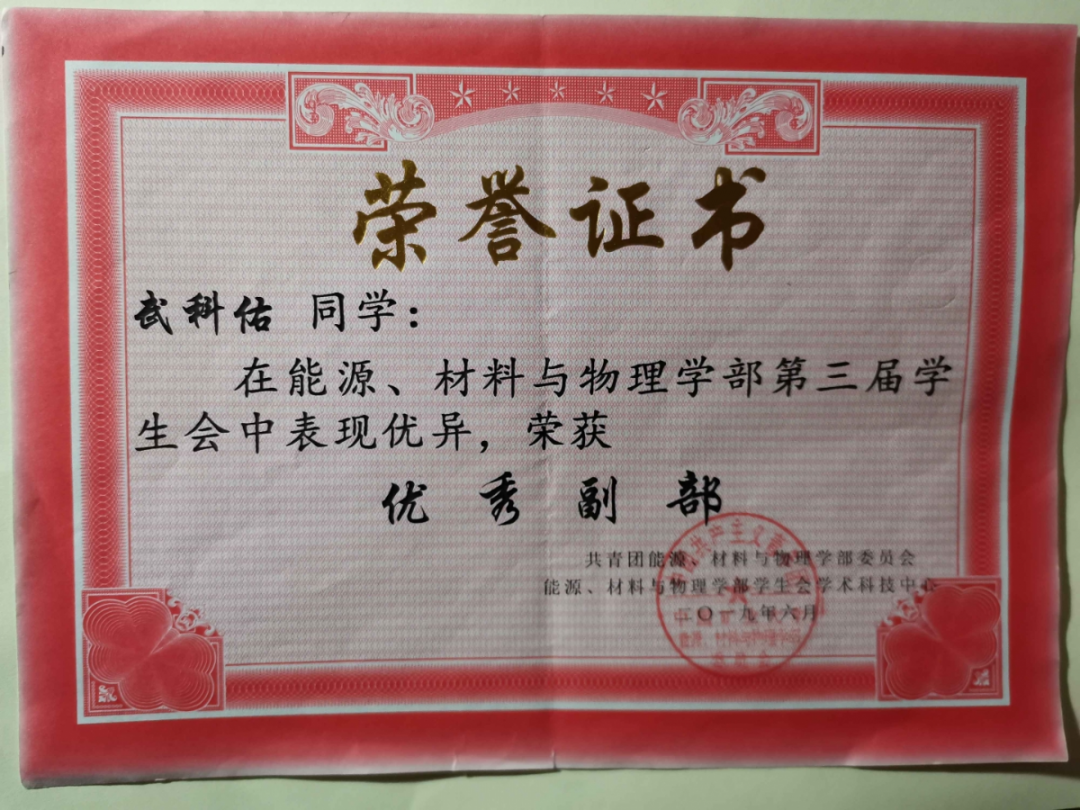 荣誉证书
武科佑 同学：
在能源、材料与物理学部第三届学
生会中表现优异，荣获
优秀副部
共青团能源、材料与物理学部委员会
能源、材料与物理学部学生会学术科技中心
二〇一九年六月